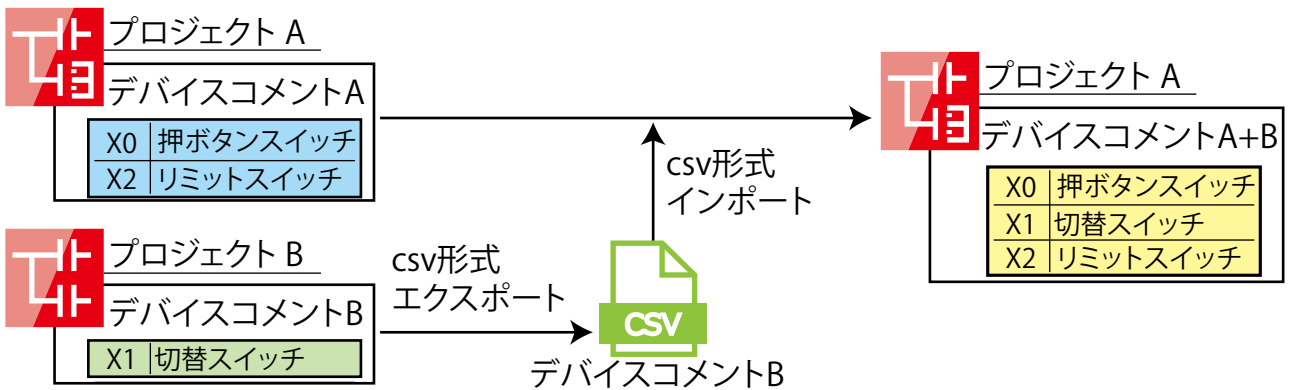 プロジェクト A
デバイスコメントA
X0 押ボタンスイッチ
X2 リミットスイッチ
プロジェクト B
デバイスコメントB
X1 切替スイッチ
csv形式
エクスポート
CSV
デバイスコメントB
csv形式
インポート
プロジェクト A
デバイスコメントA+B
X0 押ボタンスイッチ
X1 切替スイッチ
X2 リミットスイッチ